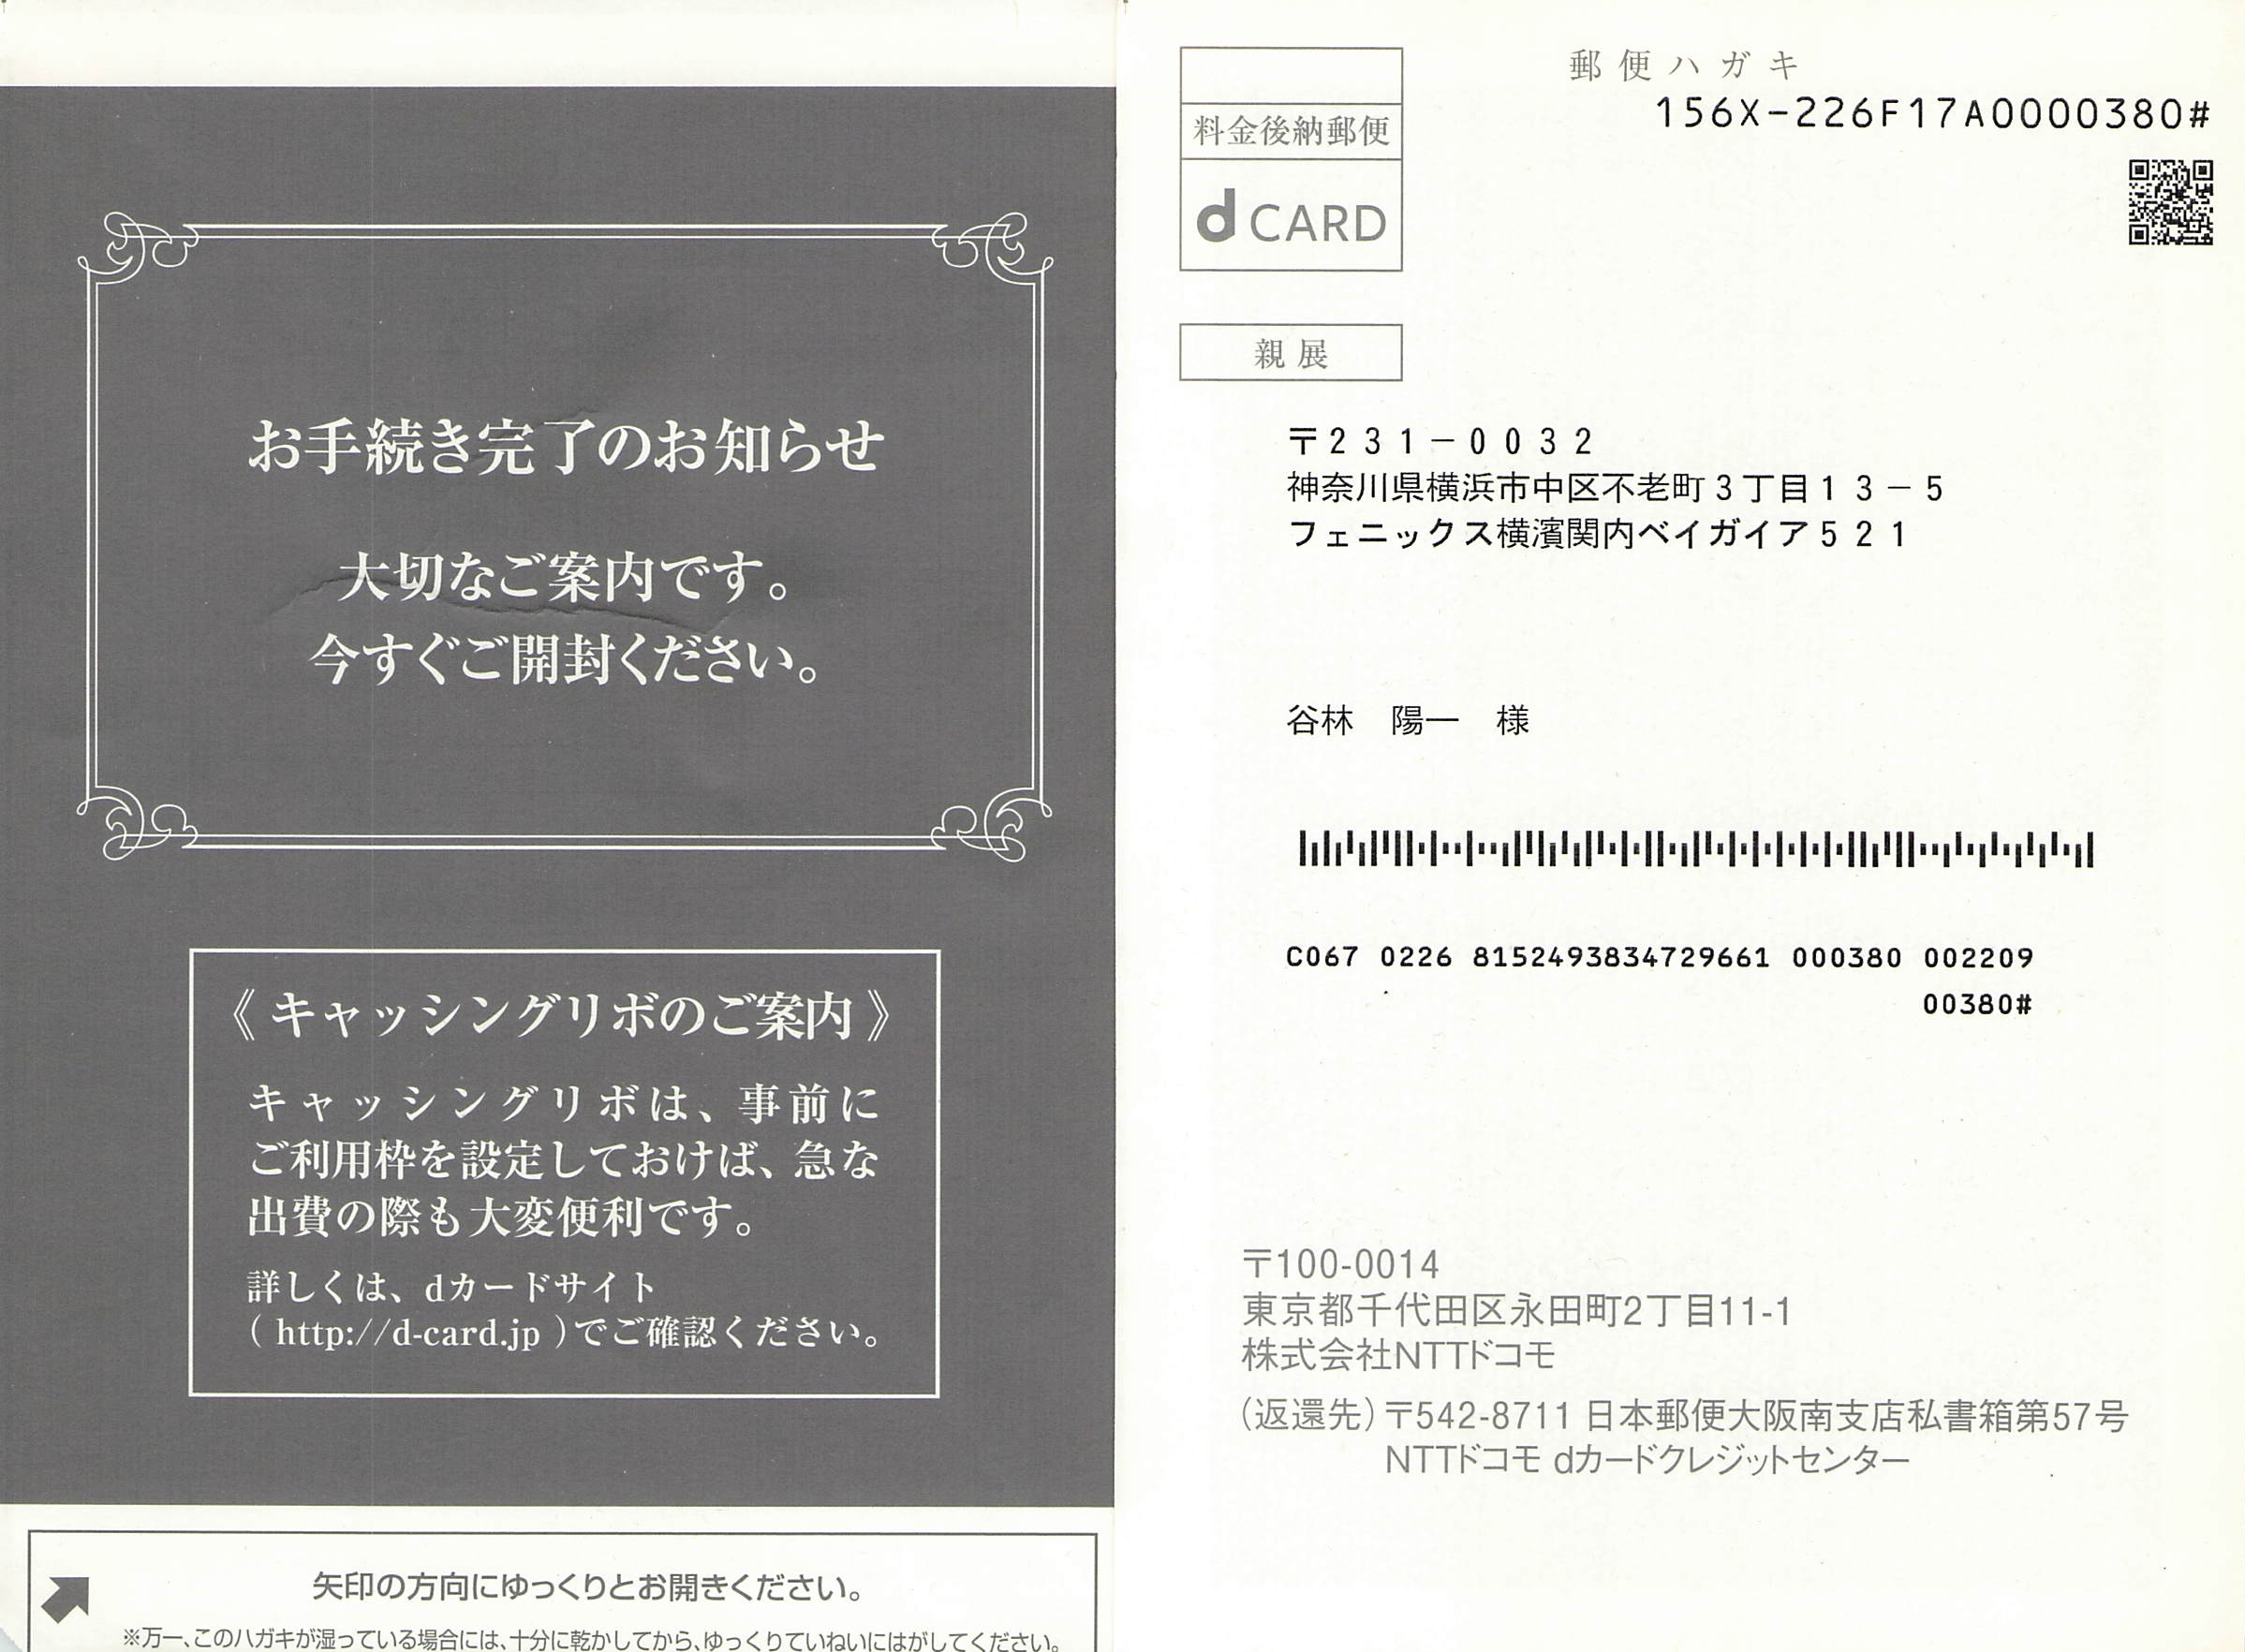 お手続き完了のお知らせ
大切なご案内です。
今すぐご開封ください。
《 キャッシングリボのご案内 》
キャッシングリボは、事前に
ご利用枠を設定しておけば、急な
出費の際も大変便利です。
詳しくは、dカードサイト
( http://d-card.jp )でご確認ください。
矢印の方向にゆっくりとお開きください。
※万一、このハガキが湿っている場合には、十分に乾かしてから、ゆっくりていねいにはがしてください。
郵便ハガキ
156X-226F17A0000380#
料金後納郵便
d CARD
親展
〒231-0032
神奈川県横浜市中区不老町3丁目13-5
フェニックス横濱関内ベイガイア521
谷林 陽一 様
C067 0226 8152493834729661 000380 002209
00380#
〒100-0014
東京都千代田区永田町2丁目11-1
株式会社NTTドコモ
(返還先)〒542-8711 日本郵便大阪南支店私書箱第57号
NTTドコモ dカードクレジットセンター